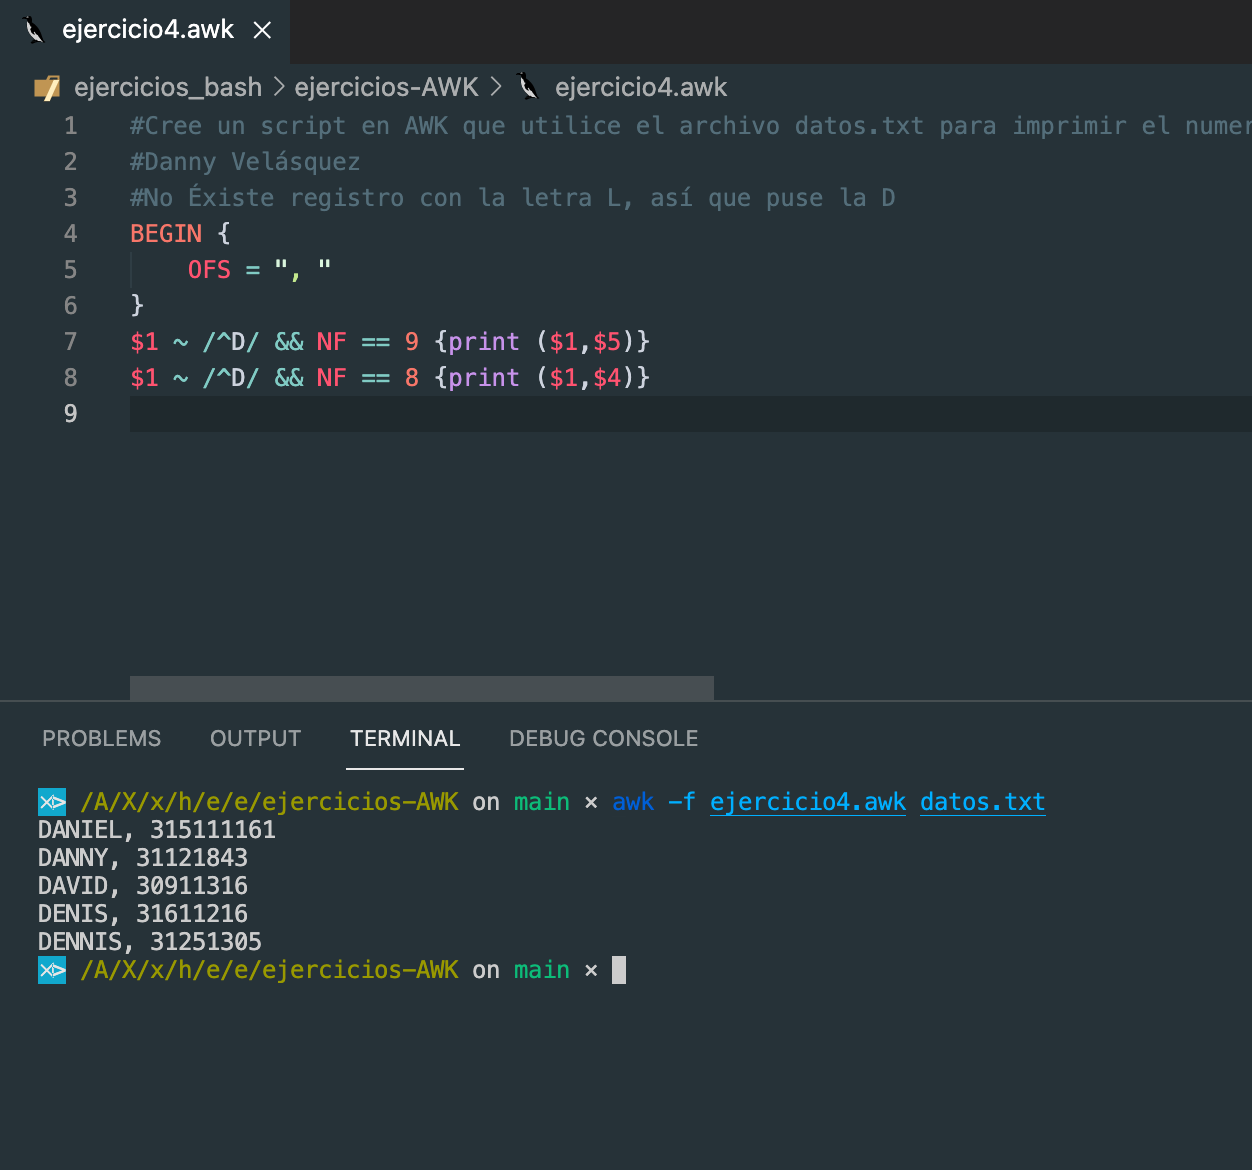 ejercicio4.awk
ejercicios_bash > ejercicios-AWK > ejercicio4.awk
1 #Cree un script en AWK que utilice el archivo datos.txt para imprimir el numer
2 #Danny Velásquez
3 #No Éxiste registro con la letra L, así que puse la D
4 BEGIN {
5 OFS = ", "
6 }
7 $1 ~ /^D/ && NF == 9 {print ($1,$5)}
8 $1 ~ /^D/ && NF == 8 {print ($1,$4)}
9
PROBLEMS OUTPUT TERMINAL DEBUG CONSOLE
/A/X/x/h/e/e/ejercicios-AWK on main × awk -f ejercicio4.awk datos.txt
DANIEL, 315111161
DANNY, 31121843
DAVID, 30911316
DENIS, 31611216
DENNIS, 31251305
/A/X/x/h/e/e/ejercicios-AWK on main ×